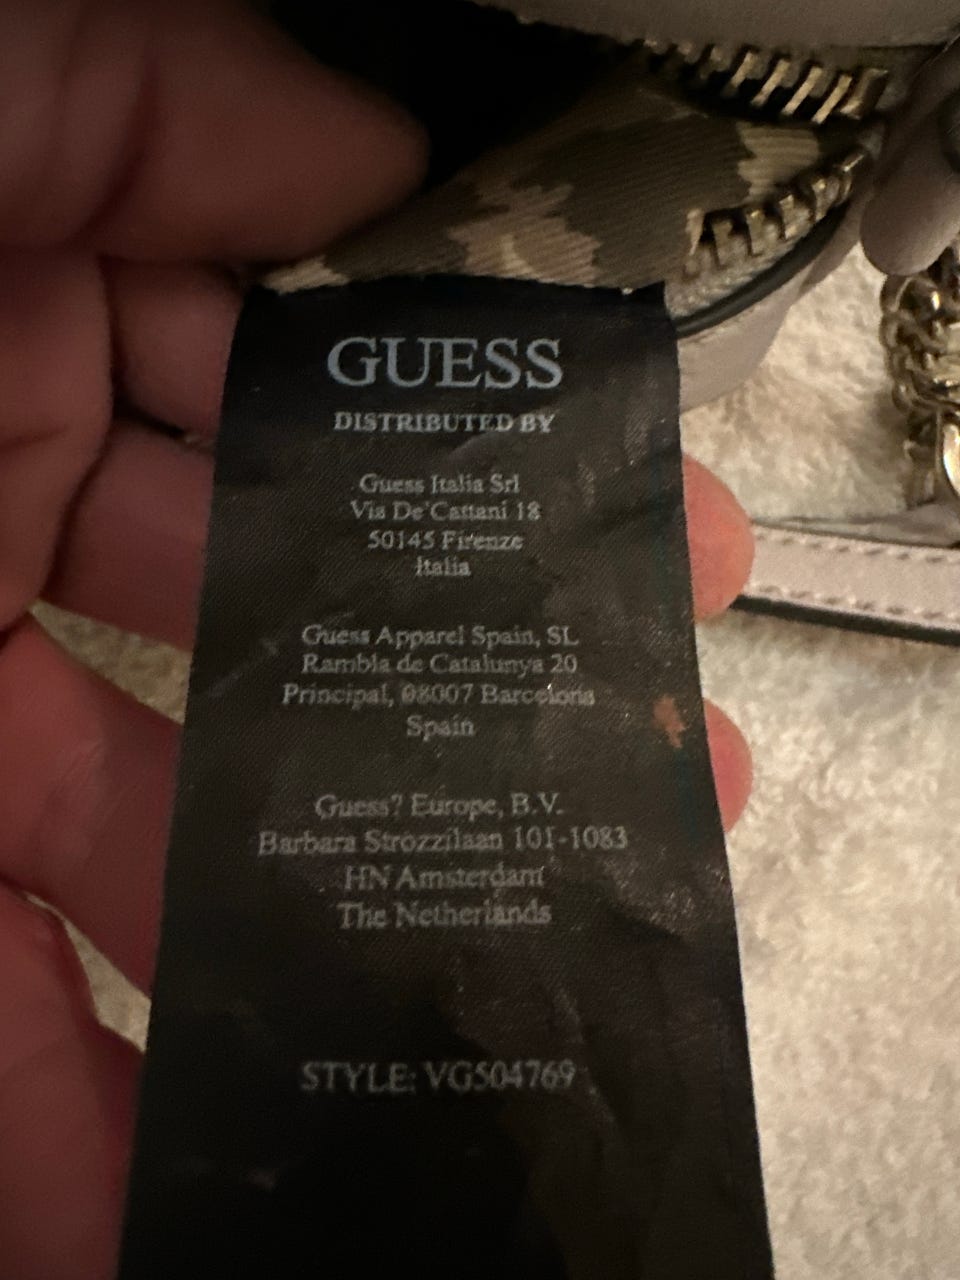 GUESS
DISTRIBUTED BY
Guess Italia Srl
Via De'Cattani 18
50145 Firenze
Italia
Guess Apparel Spain, SL
Rambla de Catalunya 20
Principal, 08007 Barcelona
Spain
Guess? Europe, B.V.
Barbara Strozzilaan 101-1083
HN Amsterdam
The Netherlands
STYLE: VG504769